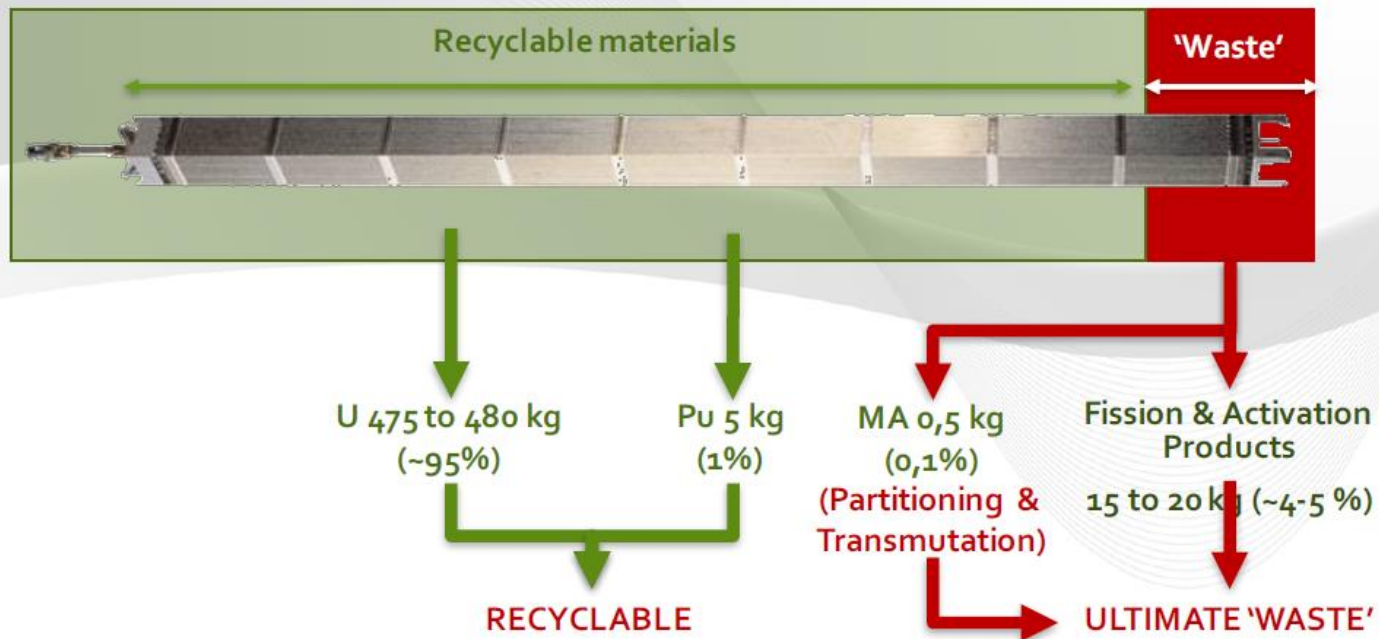 Recyclable materials
'Waste'
U 475 to 480 kg
(~95%)
Pu 5 kg
(1%)
MA 0,5 kg
(0,1%)
(Partitioning &
Transmutation)
Fission & Activation
Products
15 to 20 kg (~4-5 %)
RECYCLABLE
ULTIMATE 'WASTE'